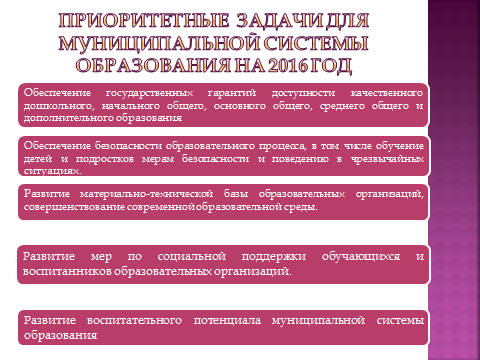 ПРИОРИТЕТНЫЕ ЗАДАЧИ ДЛЯ
МУНИЦИПАЛЬНОЙ СИСТЕМЫ
ОБРАЗОВАНИЯ НА 2016 ГОД
Обеспечение государственных гарантий доступности качественного
дошкольного, начального общего, основного общего, среднего общего и
дополнительного образования
Обеспечение безопасности образовательного процесса, в том числе обучение
детей и подростков мерам безопасности и поведению в чрезвычайных
ситуациях.
Развитие материально-технической базы образовательных организаций,
совершенствование современной образовательной среды.
Развитие мер по социальной поддержки обучающихся и
воспитанников образовательных организаций.
Развитие воспитательного потенциала муниципальной системы
образования